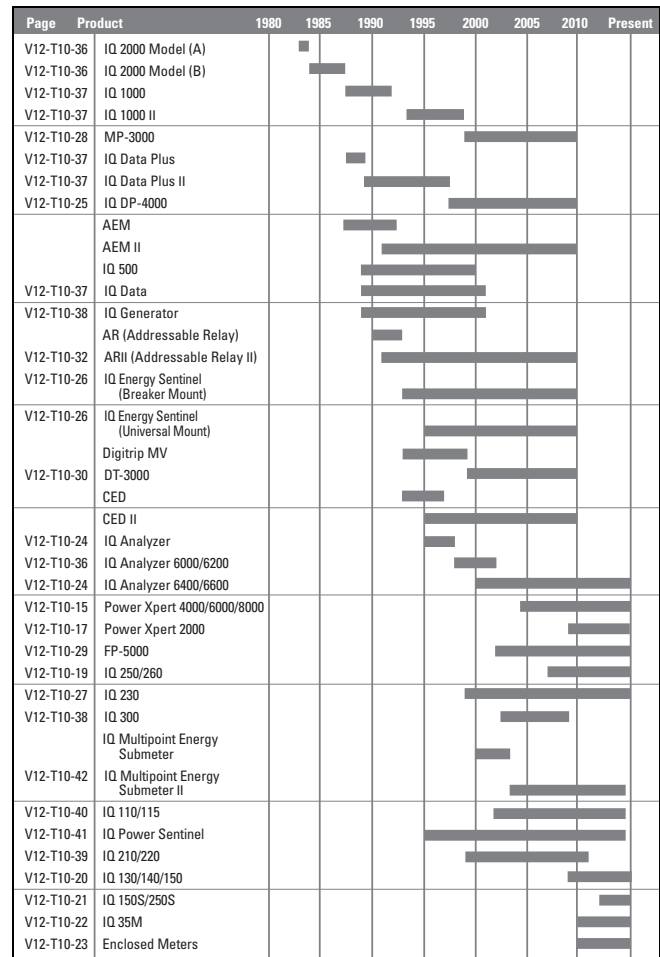 Page Product 1980 1985 1990 1995 2000 2005 2010 Present
V12-T10-36 IQ 2000 Model (A)
V12-T10-36 IQ 2000 Model (B)
V12-T10-37 IQ 1000
V12-T10-37 IQ 1000 II
V12-T10-28 MP-3000
V12-T10-37 IQ Data Plus
V12-T10-37 IQ Data Plus II
V12-T10-25 IQ DP-4000
AEM
AEM II
IQ 500
V12-T10-37 IQ Data
V12-T10-38 IQ Generator
AR (Addressable Relay)
V12-T10-32 ARII (Addressable Relay II)
V12-T10-26 IQ Energy Sentinel
(Breaker Mount)
V12-T10-26 IQ Energy Sentinel
(Universal Mount)
Digitrip MV
V12-T10-30 DT-3000
CED
CED II
V12-T10-24 IQ Analyzer
V12-T10-36 IQ Analyzer 6000/6200
V12-T10-24 IQ Analyzer 6400/6600
V12-T10-15 Power Xpert 4000/6000/8000
V12-T10-17 Power Xpert 2000
V12-T10-29 FP-5000
V12-T10-19 IQ 250/260
V12-T10-27 IQ 230
V12-T10-38 IQ 300
IQ Multipoint Energy
Submeter
V12-T10-42 IQ Multipoint Energy
Submeter II
V12-T10-40 IQ 110/115
V12-T10-41 IQ Power Sentinel
V12-T10-39 IQ 210/220
V12-T10-20 IQ 130/140/150
V12-T10-21 IQ 150S/250S
V12-T10-22 IQ 35M
V12-T10-23 Enclosed Meters